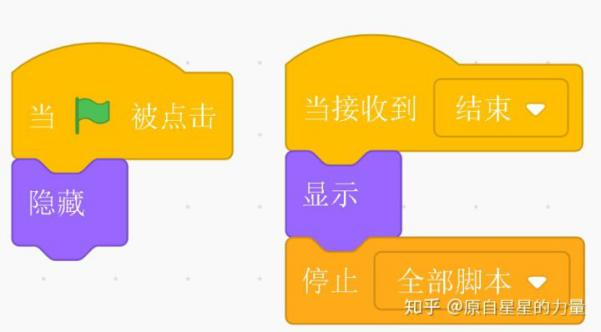 当 被点击
隐藏
当接收到 结束
显示
停止 全部脚本
知乎 @原自星星的力量